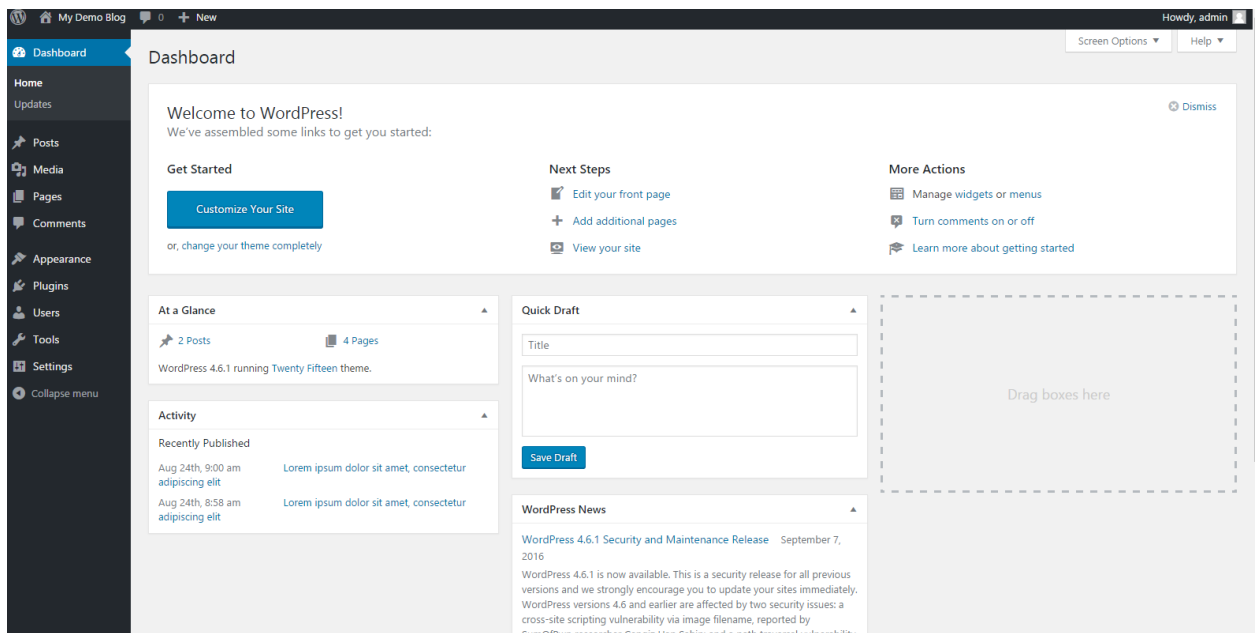 My Demo Blog 0 + New Howdy, admin
Screen Options ▼ Help ▼
Dashboard
Home
Updates
Posts
Media
Pages
Comments
Appearance
Plugins
Users
Tools
Settings
Collapse menu
Dashboard
Welcome to WordPress!
We've assembled some links to get you started:
Dismiss
Get Started
Customize Your Site
or, change your theme completely
Next Steps
Edit your front page
Add additional pages
View your site
More Actions
Manage widgets or menus
Turn comments on or off
Learn more about getting started
At a Glance
2 Posts 4 Pages
WordPress 4.6.1 running Twenty Fifteen theme.
Activity
Recently Published
Aug 24th, 9:00 am Lorem ipsum dolor sit amet, consectetur
adipiscing elit
Aug 24th, 8:58 am Lorem ipsum dolor sit amet, consectetur
adipiscing elit
Quick Draft
Title
What's on your mind?
Save Draft
WordPress News
WordPress 4.6.1 Security and Maintenance Release September 7,
2016
WordPress 4.6.1 is now available. This is a security release for all previous
versions and we strongly encourage you to update your sites immediately.
WordPress versions 4.6 and earlier are affected by two security issues: a
cross-site scripting vulnerability via image filename, reported by
Drag boxes here